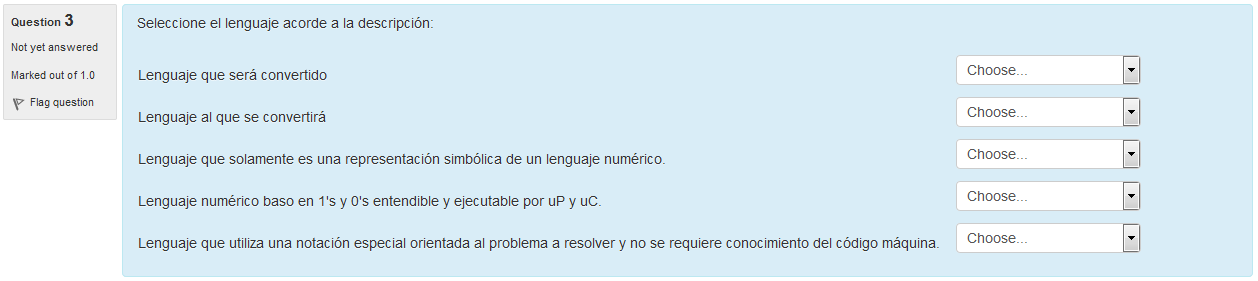 Question 3
Not yet answered
Marked out of 1.0
Flag question
Seleccione el lenguaje acorde a la descripción:
Lenguaje que será convertido Choose...
Lenguaje al que se convertirá Choose...
Lenguaje que solamente es una representación simbólica de un lenguaje numérico. Choose...
Lenguaje numérico baso en 1's y 0's entendible y ejecutable por uP y uC. Choose...
Lenguaje que utiliza una notación especial orientada al problema a resolver y no se requiere conocimiento del código máquina. Choose...